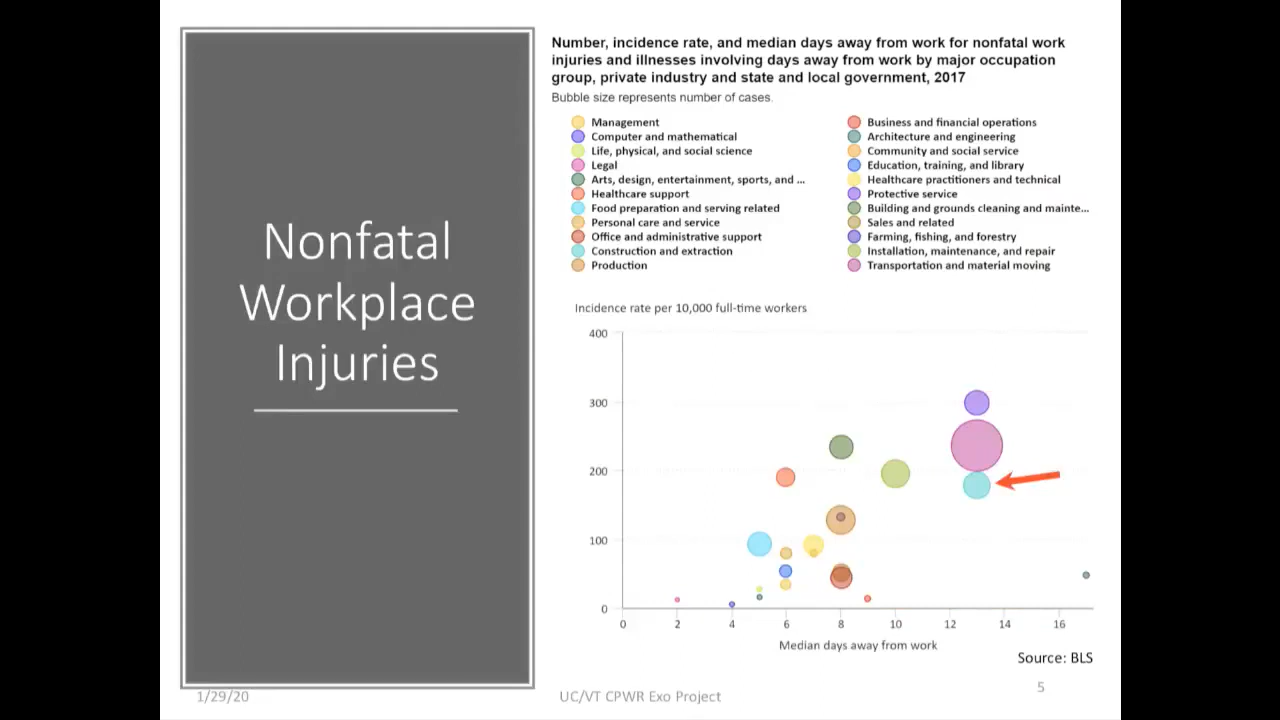 Nonfatal
Workplace
Injuries
Number, incidence rate, and median days away from work for nonfatal work
injuries and illnesses involving days away from work by major occupation
group, private industry and state and local government, 2017
Bubble size represents number of cases.
Management
Computer and mathematical
Life, physical, and social science
Legal
Arts, design, entertainment, sports, and ...
Healthcare support
Food preparation and serving related
Personal care and service
Office and administrative support
Construction and extraction
Production
Business and financial operations
Architecture and engineering
Community and social service
Education, training, and library
Healthcare practitioners and technical
Protective service
Building and grounds cleaning and mainte...
Sales and related
Farming, fishing, and forestry
Installation, maintenance, and repair
Transportation and material moving
Incidence rate per 10,000 full-time workers
400
300
200
100
0
0 2 4 6 8 10 12 14 16
Median days away from work
Source: BLS
1/29/20
UC/VT CPWR Exo Project
5